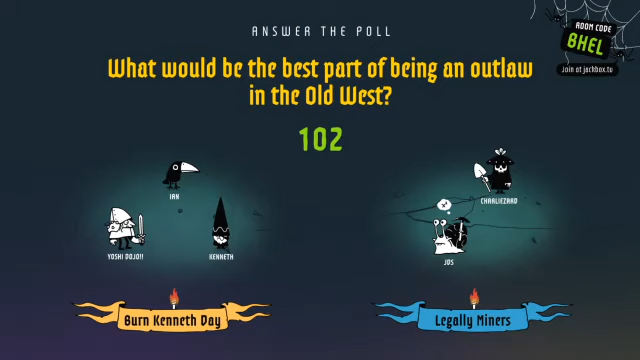 ANSWER THE POLL
ROOM CODE
BHEL
Join at jackbox.tv
What would be the best part of being an outlaw
in the Old West?
102
IAN
CHARLIEZARD
YOSHI DOJO!!
KENNETH
JDS
Burn Kenneth Day
Legally Miners